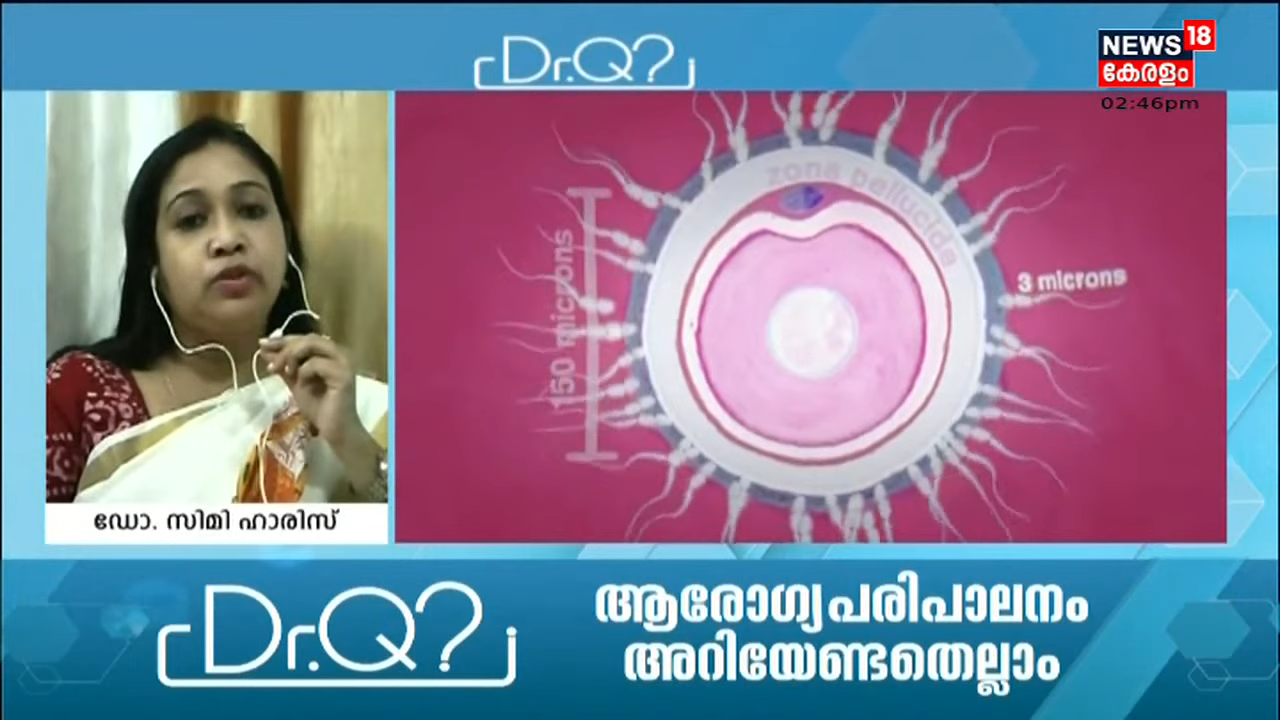 Dr.Q?
NEWS 18
കേരളം
02:46pm
zona pellucida
150 microns
3 microns
ഡോ. സിമി ഹാരിസ്
Dr.Q?
ആരോഗ്യപരിപാലനം
അറിയേണ്ടതെല്ലാം